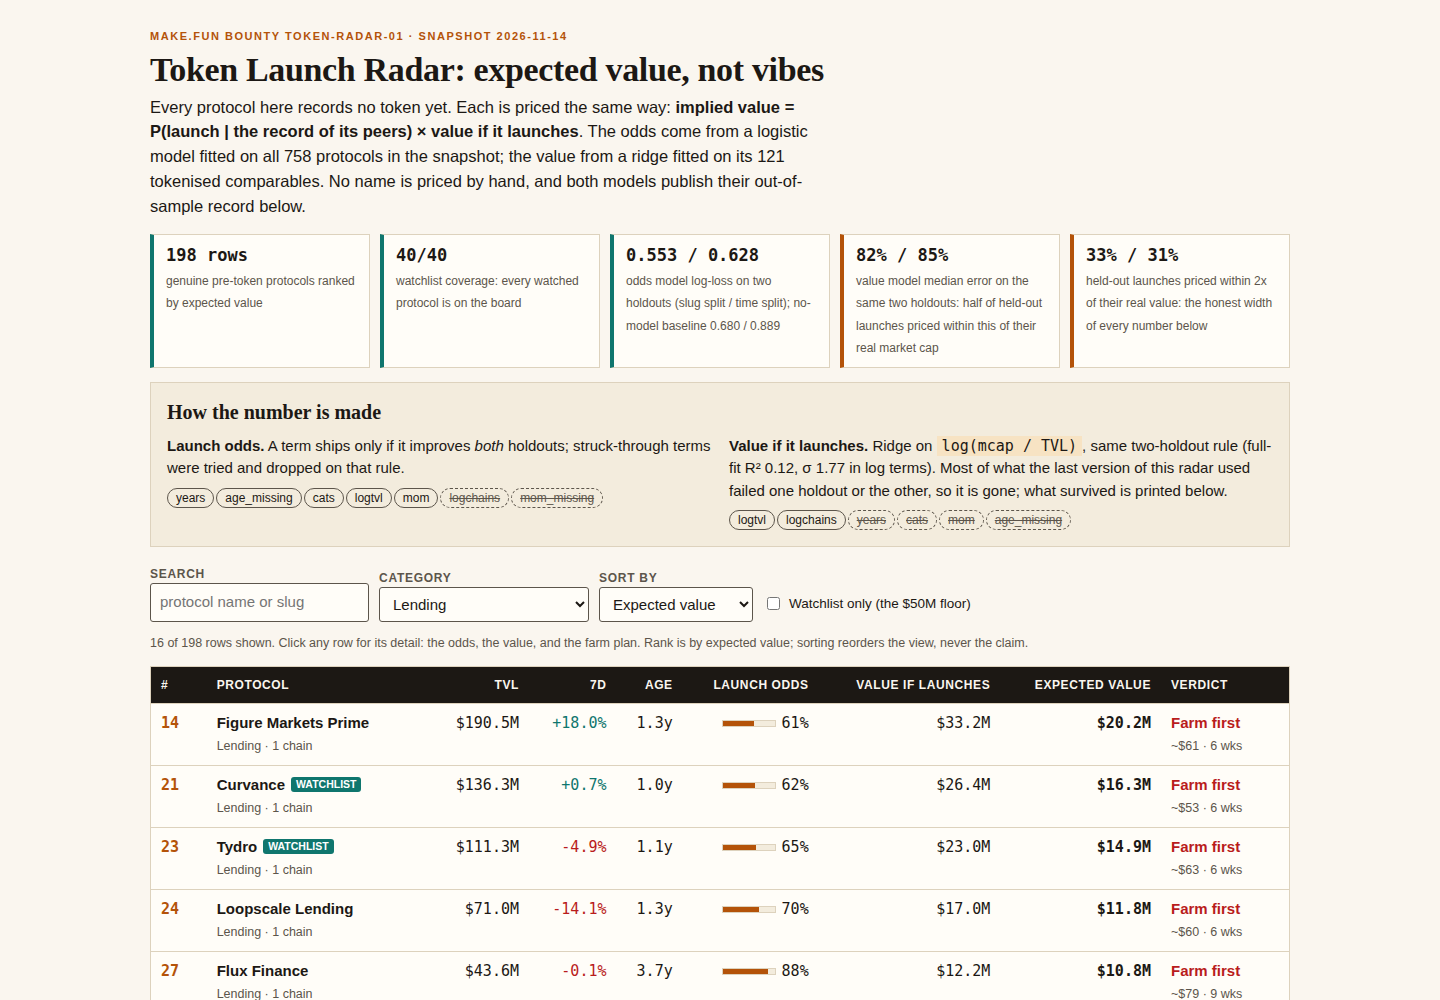 MAKE.FUN BOUNTY TOKEN-RADAR-01 · SNAPSHOT 2026-11-14
Token Launch Radar: expected value, not vibes
Every protocol here records no token yet. Each is priced the same way: implied value =
P(launch | the record of its peers) × value if it launches. The odds come from a logistic
model fitted on all 758 protocols in the snapshot; the value from a ridge fitted on its 121
tokenised comparables. No name is priced by hand, and both models publish their out-of-
sample record below.
198 rows
genuine pre-token protocols ranked
by expected value
40/40
watchlist coverage: every watched
protocol is on the board
0.553 / 0.628
odds model log-loss on two
holdouts (slug split / time split); no-
model baseline 0.680 / 0.889
82% / 85%
value model median error on the
same two holdouts: half of held-out
launches priced within this of their
real market cap
33% / 31%
held-out launches priced within 2x
of their real value: the honest width
of every number below
How the number is made
Launch odds. A term ships only if it improves both holdouts; struck-through terms
were tried and dropped on that rule.
years age_missing cats logtvl mom logchains mom_missing
Value if it launches. Ridge on log(mcap / TVL), same two-holdout rule (full-
fit R² 0.12, σ 1.77 in log terms). Most of what the last version of this radar used
failed one holdout or the other, so it is gone; what survived is printed below.
logtvl logchains years cats mom age_missing
SEARCH
protocol name or slug
CATEGORY
Lending
SORT BY
Expected value
Watchlist only (the $50M floor)
16 of 198 rows shown. Click any row for its detail: the odds, the value, and the farm plan. Rank is by expected value; sorting reorders the view, never the claim.
# PROTOCOL TVL 7D AGE LAUNCH ODDS VALUE IF LAUNCHES EXPECTED VALUE VERDICT
14 Figure Markets Prime $190.5M +18.0% 1.3y 61% $33.2M $20.2M Farm first
Lending · 1 chain ~$61 · 6 wks
21 Curvance WATCHLIST $136.3M +0.7% 1.0y 62% $26.4M $16.3M Farm first
Lending · 1 chain ~$53 · 6 wks
23 Tydro WATCHLIST $111.3M -4.9% 1.1y 65% $23.0M $14.9M Farm first
Lending · 1 chain ~$63 · 6 wks
24 Loopscale Lending $71.0M -14.1% 1.3y 70% $17.0M $11.8M Farm first
Lending · 1 chain ~$60 · 6 wks
27 Flux Finance $43.6M -0.1% 3.7y 88% $12.2M $10.8M Farm first
Lending · 1 chain ~$79 · 9 wks